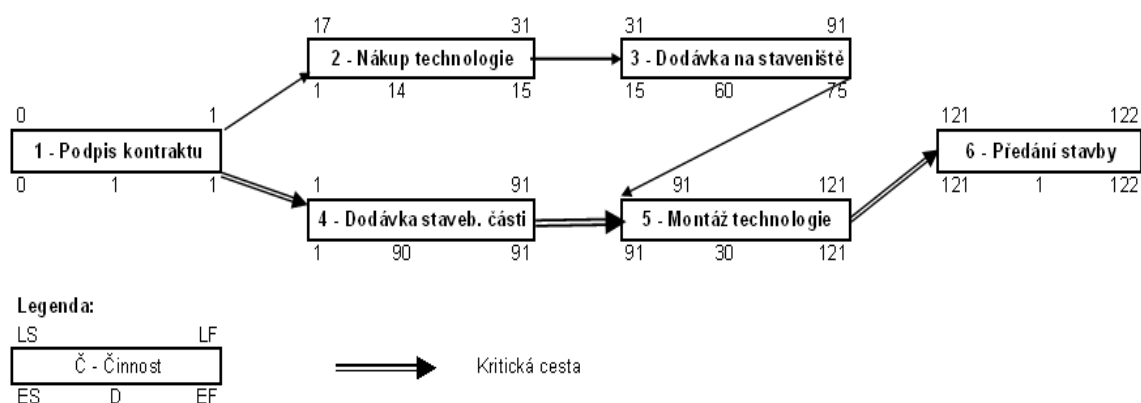 17 31
2 - Nákup technologie
1 14 15
31 91
3 - Dodávka na staveniště
15 60 75
0 1
1 - Podpis kontraktu
0 1 1
121 122
6 - Předání stavby
121 1 122
1 91
4 - Dodávka staveb. části
1 90 91
91 121
5 - Montáž technologie
91 30 121
Legenda:
LS LF
Č - Činnost
ES D EF
Kritická cesta